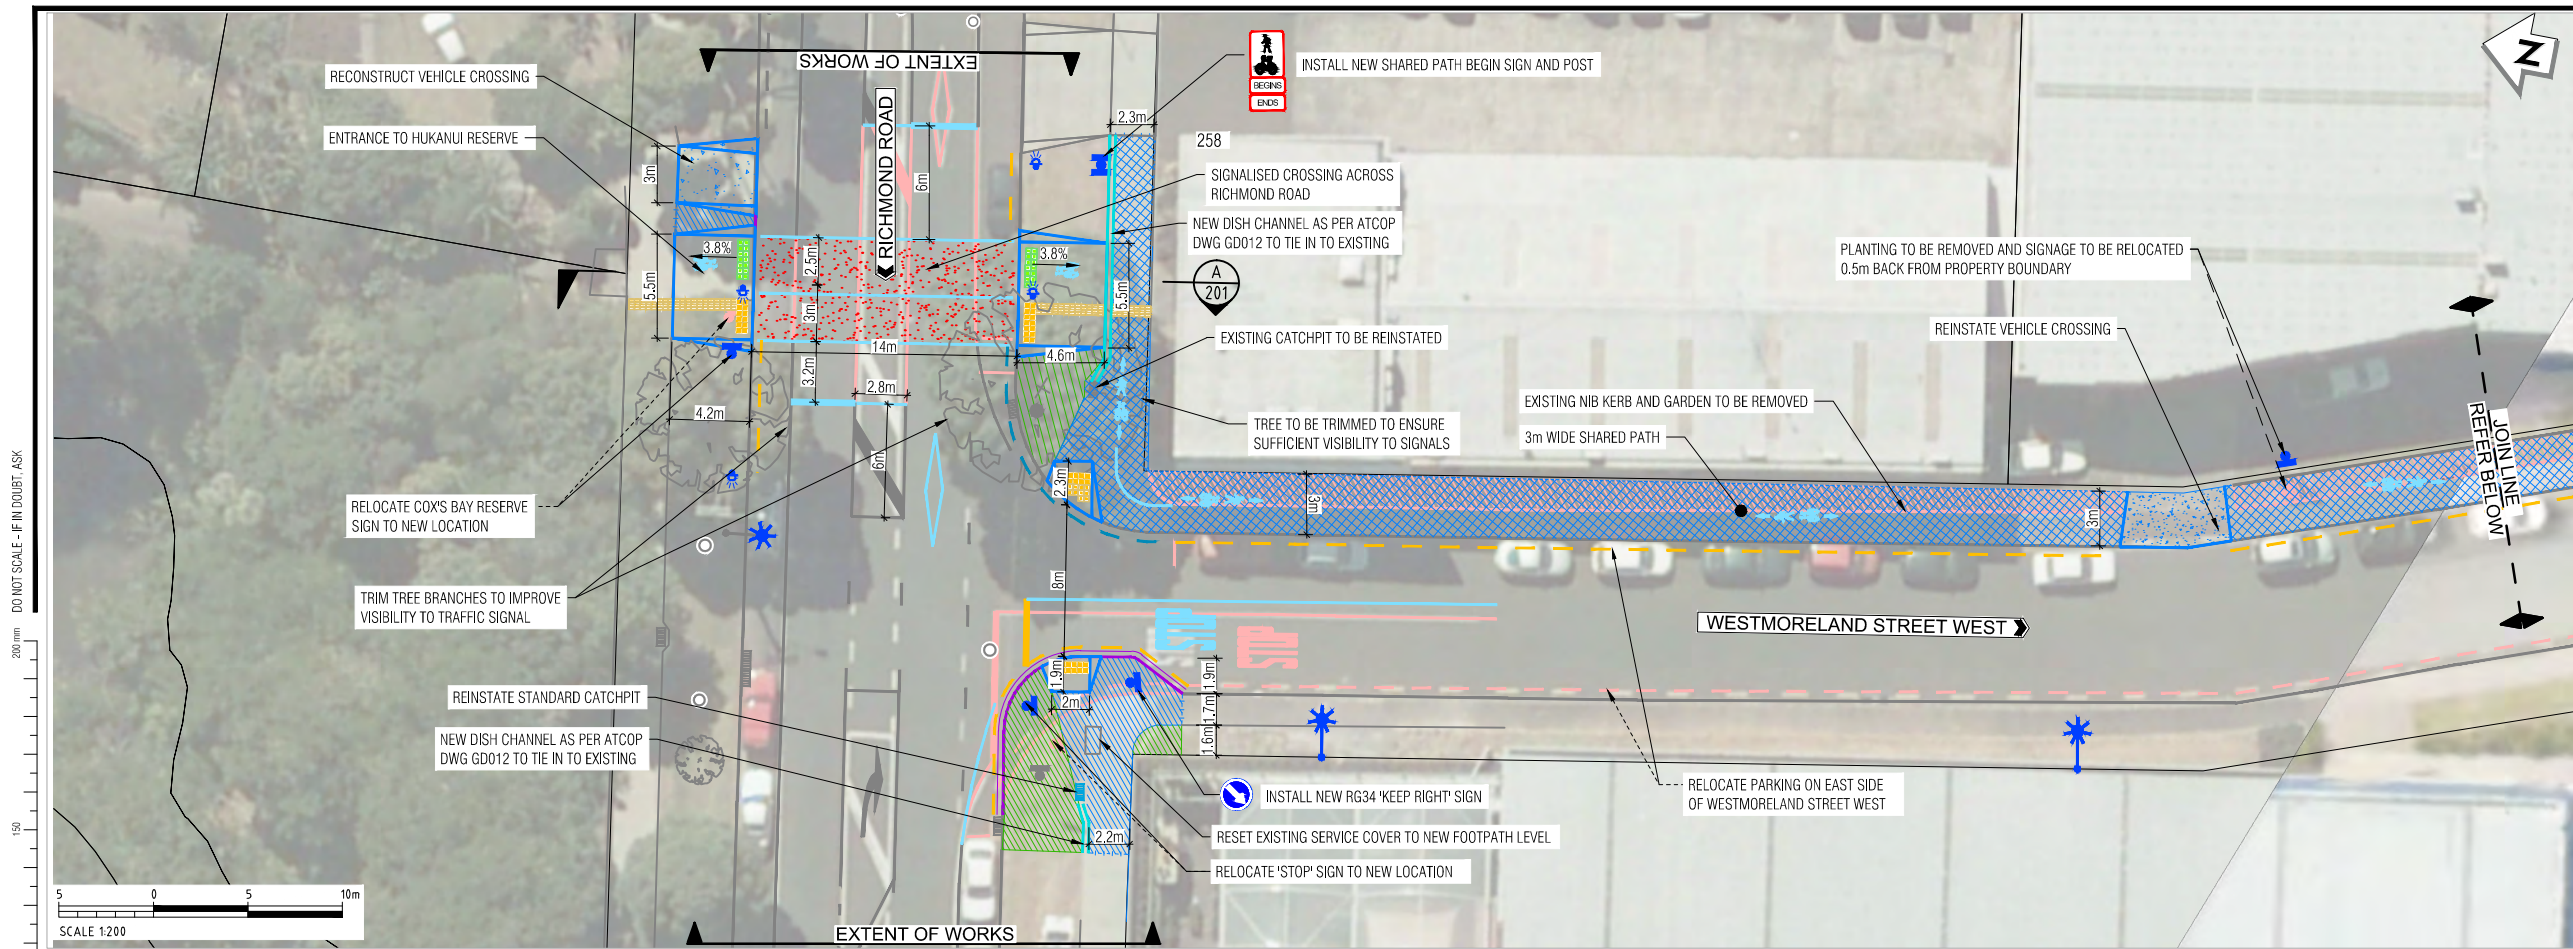 EXTENT OF WORKS
RECONSTRUCT VEHICLE CROSSING
ENTRANCE TO HUKANUI RESERVE
RICHMOND ROAD
BEGINS
ENDS
INSTALL NEW SHARED PATH BEGIN SIGN AND POST
N
2.3m
258
3m
6m
SIGNALISED CROSSING ACROSS
RICHMOND ROAD
NEW DISH CHANNEL AS PER ATCOP
DWG GD012 TO TIE IN TO EXISTING
3.8%
3.8%
2.5m
5.5m
5.5m
3m
A
201
PLANTING TO BE REMOVED AND SIGNAGE TO BE RELOCATED
0.5m BACK FROM PROPERTY BOUNDARY
REINSTATE VEHICLE CROSSING
EXISTING CATCHPIT TO BE REINSTATED
14m
4.6m
3.2m
2.8m
4.2m
EXISTING NIB KERB AND GARDEN TO BE REMOVED
3m WIDE SHARED PATH
TREE TO BE TRIMMED TO ENSURE
SUFFICIENT VISIBILITY TO SIGNALS
JOIN LINE
REFER BELOW
6m
2.3m
3m
3m
RELOCATE COX'S BAY RESERVE
SIGN TO NEW LOCATION
DO NOT SCALE - IF IN DOUBT, ASK
8m
TRIM TREE BRANCHES TO IMPROVE
VISIBILITY TO TRAFFIC SIGNAL
WESTMORELAND STREET WEST
200 mm
1.9m
2m
1.9m
1.7m
1.6m
REINSTATE STANDARD CATCHPIT
NEW DISH CHANNEL AS PER ATCOP
DWG GD012 TO TIE IN TO EXISTING
INSTALL NEW RG34 'KEEP RIGHT' SIGN
RELOCATE PARKING ON EAST SIDE
OF WESTMORELAND STREET WEST
150
2.2m
RESET EXISTING SERVICE COVER TO NEW FOOTPATH LEVEL
RELOCATE 'STOP' SIGN TO NEW LOCATION
5 0 5 10m
SCALE 1:200
EXTENT OF WORKS